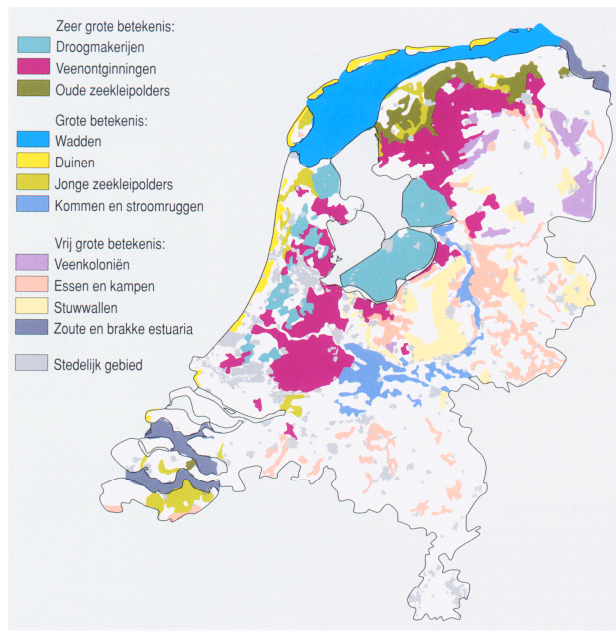 Zeer grote betekenis:
Droogmakerijen
Veenontginningen
Oude zeekleipolders
Grote betekenis:
Wadden
Duinen
Jonge zeekleipolders
Kommen en stroomruggen
Vrij grote betekenis:
Veenkoloniën
Essen en kampen
Stuwwallen
Zoute en brakke estuaria
Stedelijk gebied